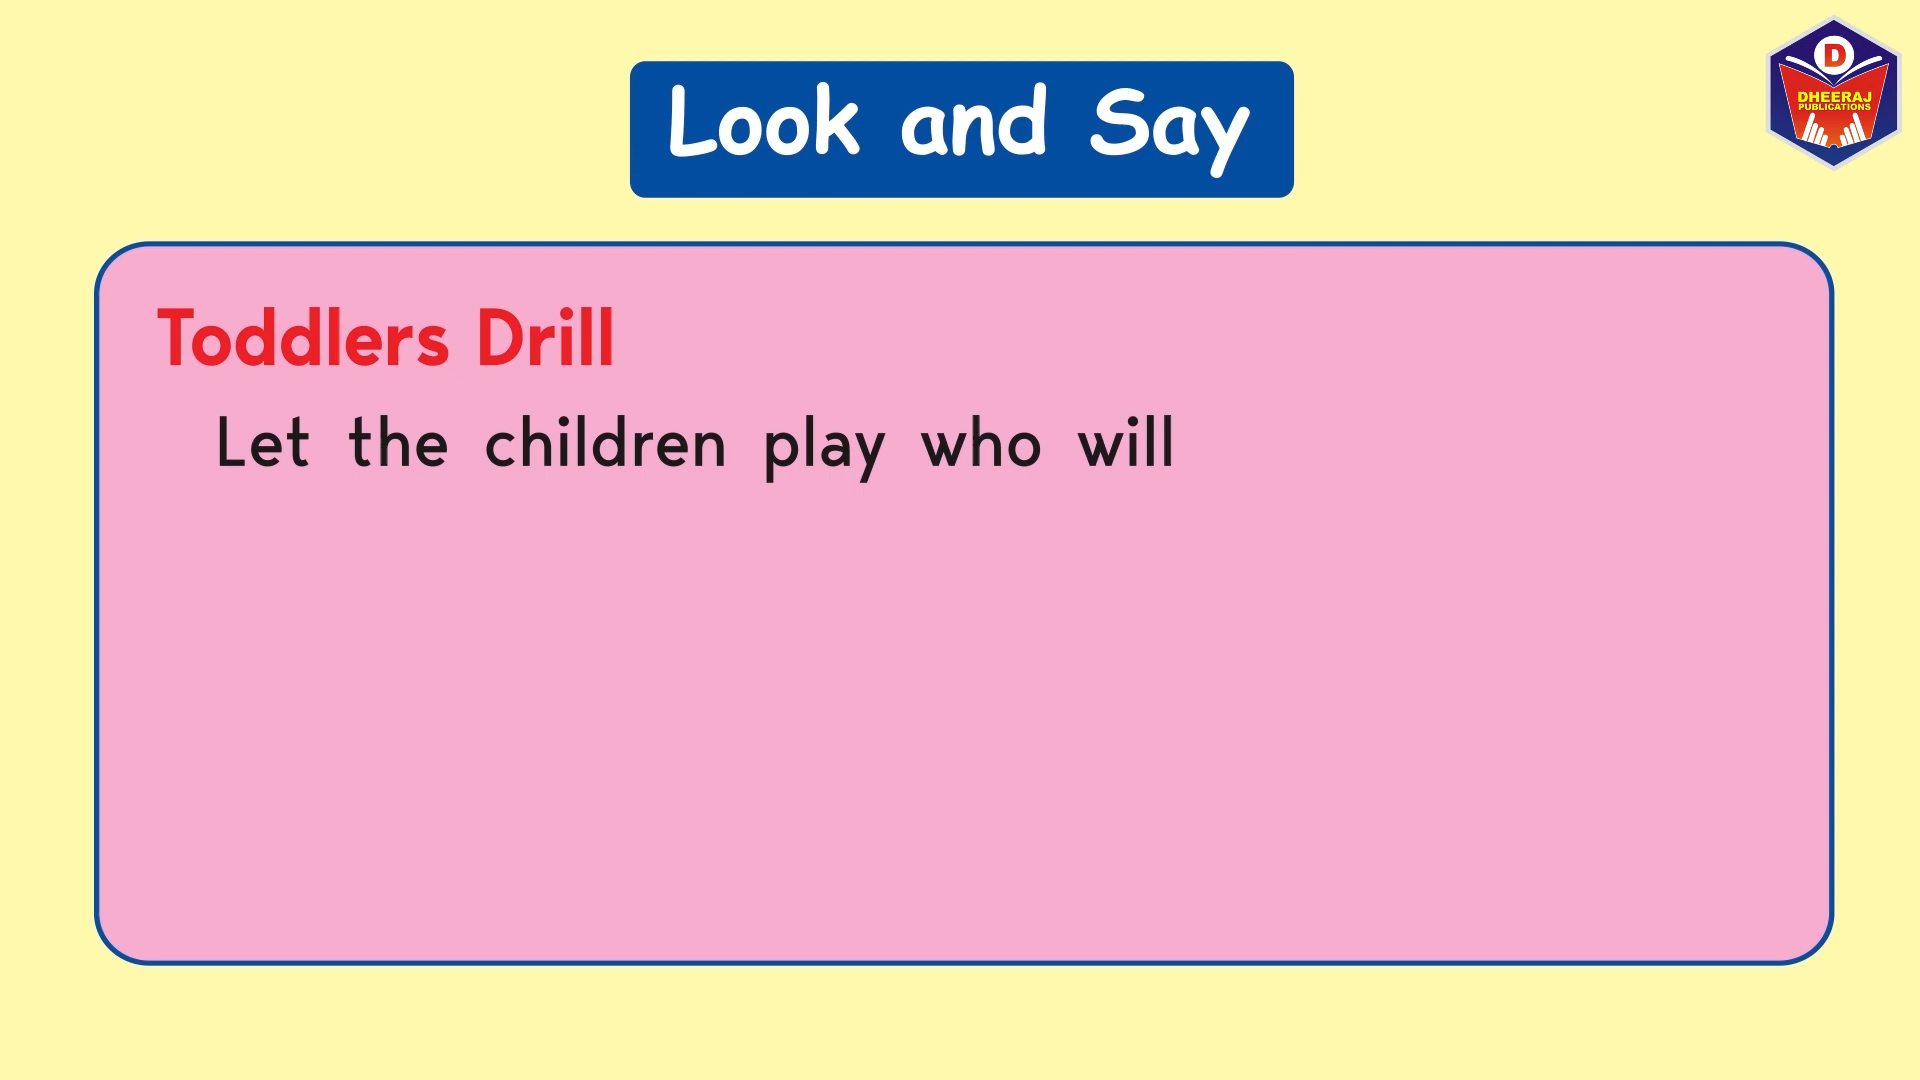 Look and Say
D
DHEERAJ
PUBLICATIONS
Toddlers Drill
Let the children play who will